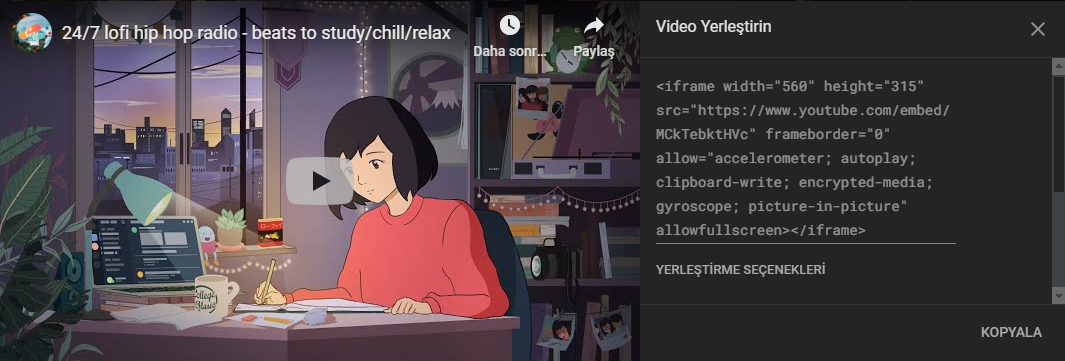 24/7 lofi hip hop radio - beats to study/chill/relax
Daha sonr...
Paylaş
College
Music
Video Yerleştirin
<iframe width="560" height="315"
src="https://www.youtube.com/embed/
MCkTebktHVc" frameborder="0"
allow="accelerometer; autoplay;
clipboard-write; encrypted-media;
gyroscope; picture-in-picture"
allowfullscreen></iframe>
YERLEŞTİRME SEÇENEKLERİ
KOPYALA